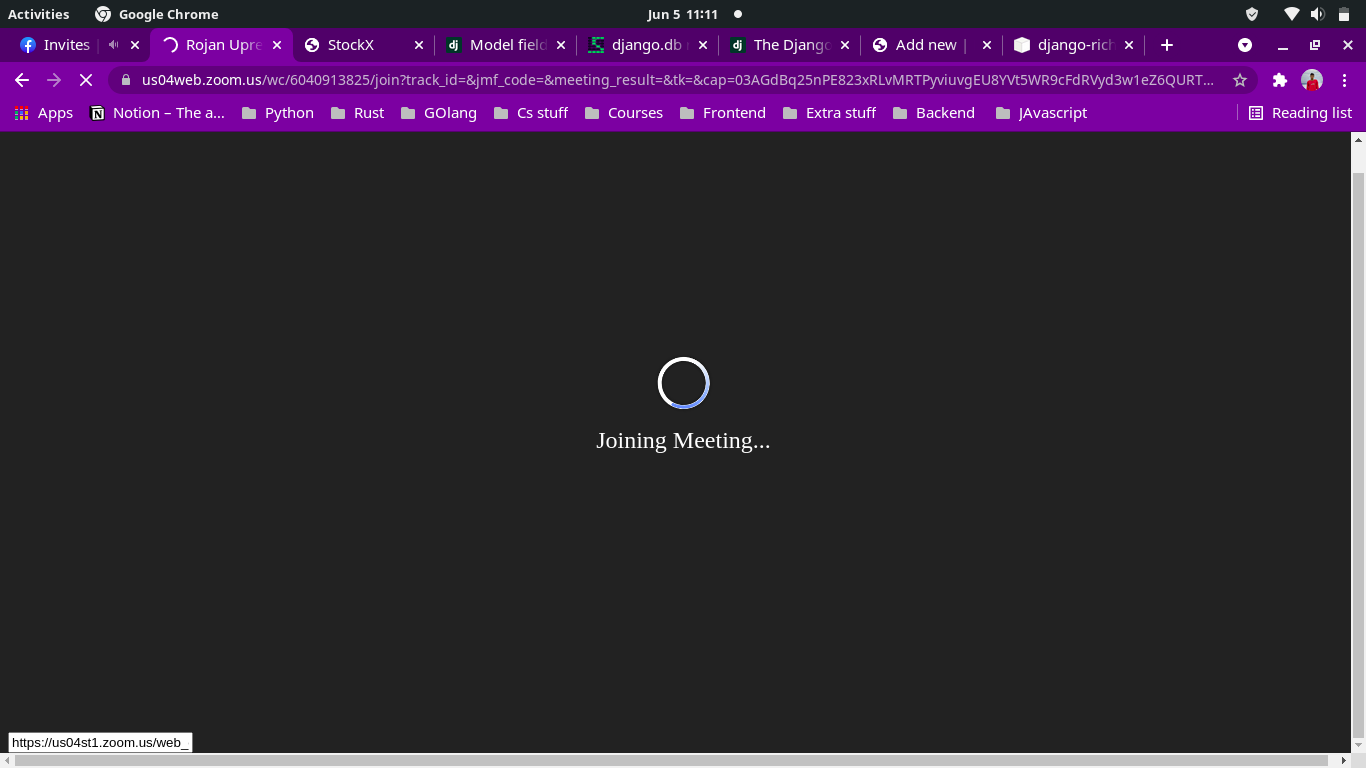 Activities Google Chrome Jun 5 11:11
Invites Rojan Upre StockX Model field django.db The Django Add new | django-rich
us04web.zoom.us/wc/6040913825/join?track_id=&jmf_code=&meeting_result=&tk=&cap=03AGdBq25nPE823xRLvMRTPyviuvgEU8YVt5WR9cFdRVyd3w1eZ6QURT...
Apps Notion – The a... Python Rust GOlang Cs stuff Courses Frontend Extra stuff Backend JAvascript Reading list
Joining Meeting...
https://us04st1.zoom.us/web_